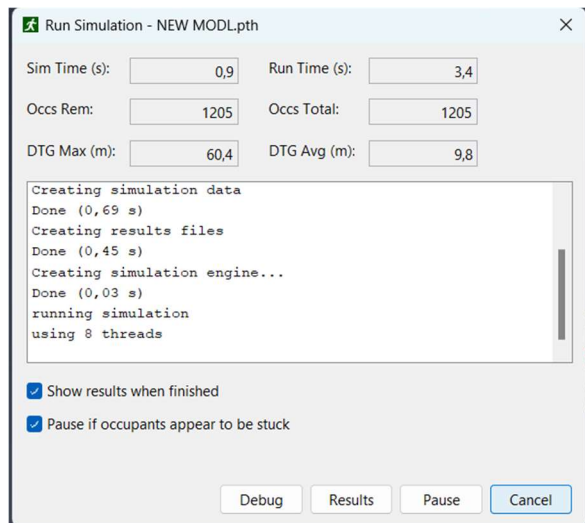 Run Simulation - NEW MODL.pth
Sim Time (s): 0,9 Run Time (s): 3,4
Occs Rem: 1205 Occs Total: 1205
DTG Max (m): 60,4 DTG Avg (m): 9,8
Creating simulation data
Done (0,69 s)
Creating results files
Done (0,45 s)
Creating simulation engine...
Done (0,03 s)
running simulation
using 8 threads
Show results when finished
Pause if occupants appear to be stuck
Debug Results Pause Cancel